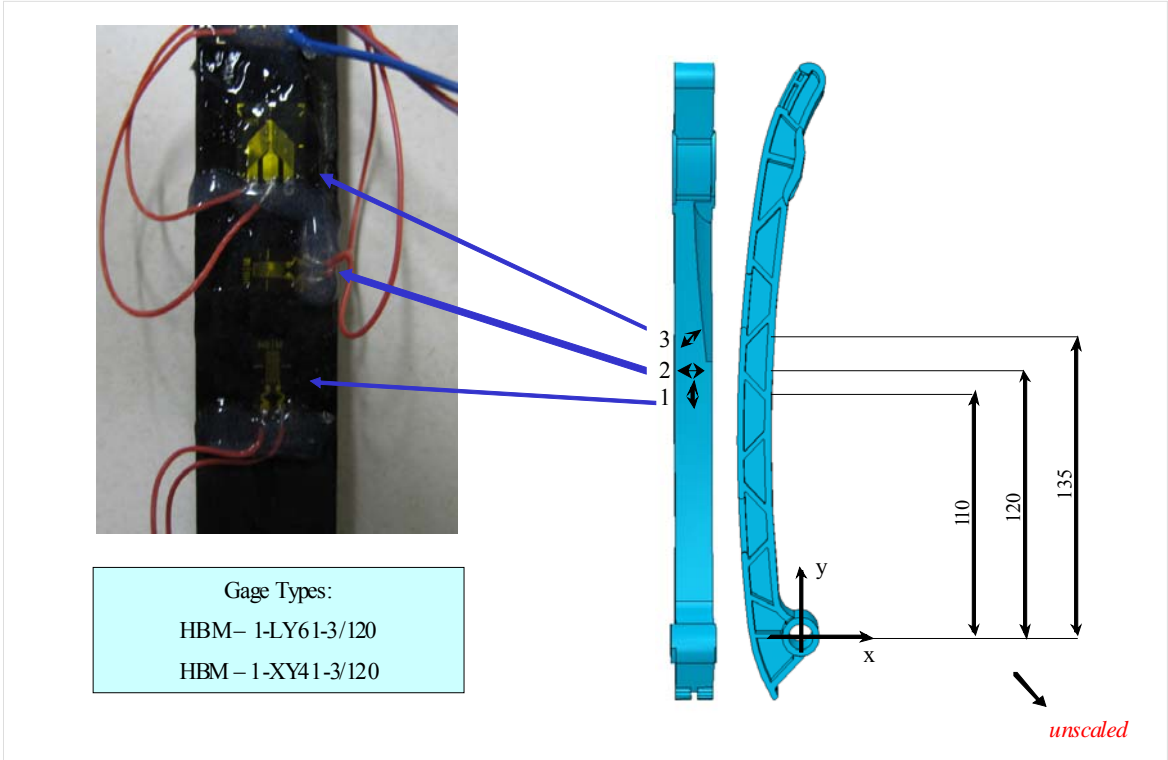 3
2
1
110
120
135
y
x
Gage Types:
HBM – 1-LY61-3/120
HBM – 1-XY41-3/120
unscaled